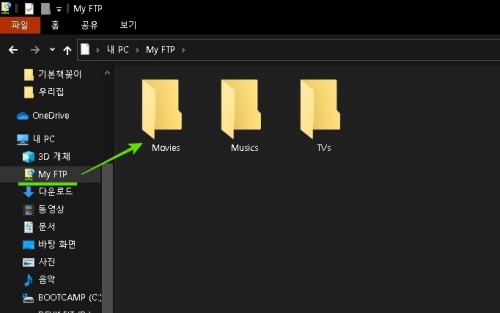 My FTP
파일 홈 공유 보기
내 PC My FTP
기본책꽂이
우리집
OneDrive
내 PC
3D 개체
My FTP
다운로드
동영상
문서
바탕 화면
사진
음악
BOOTCAMP (C:)
Movies Musics TVs